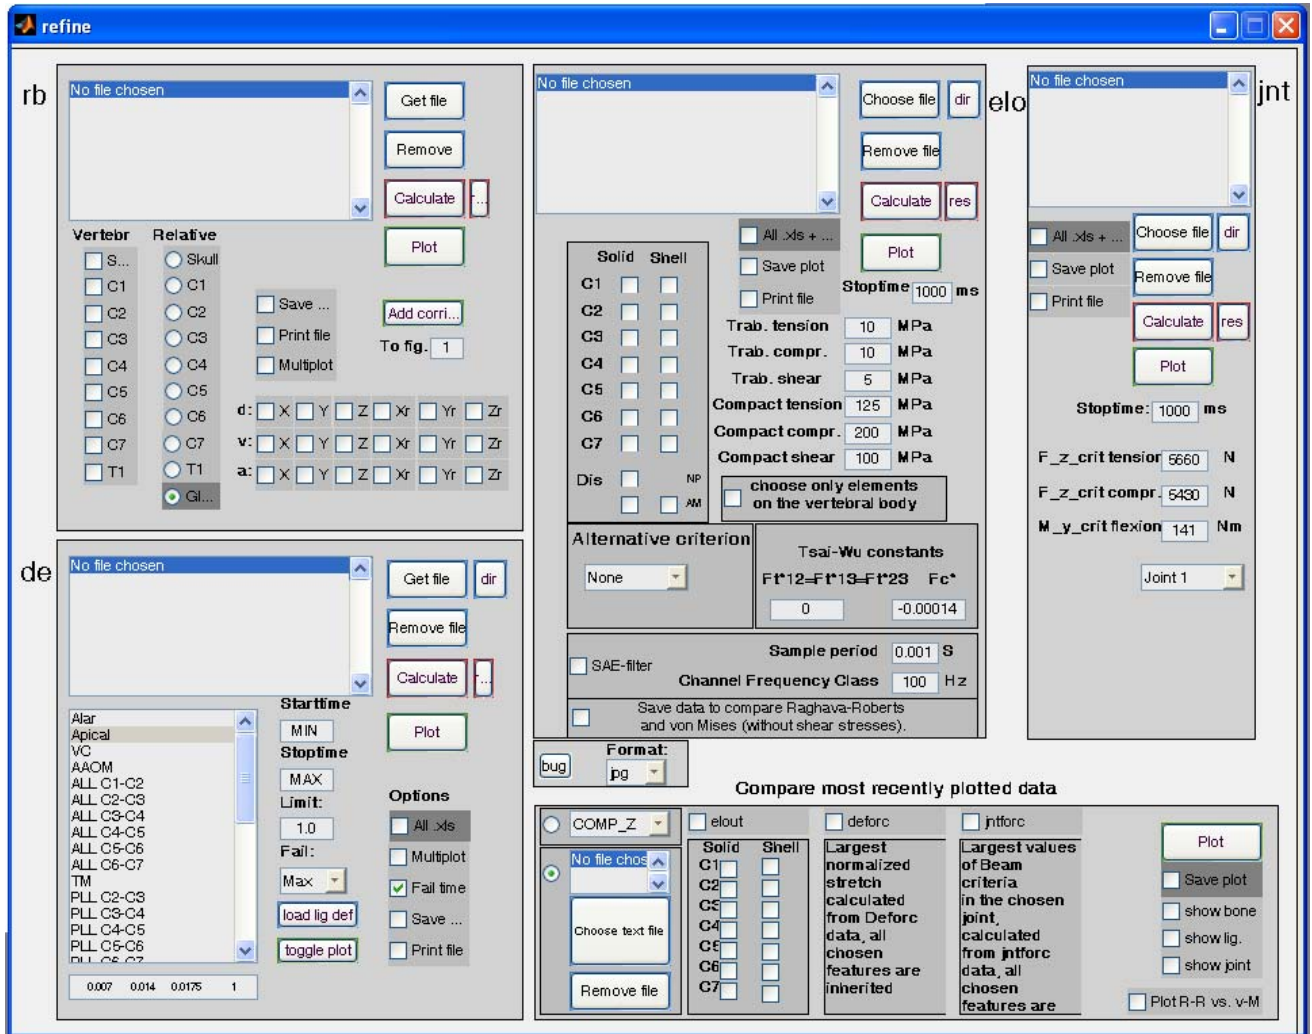 refine
rb
No file chosen
Get file
Remove
Calculate
r...
Plot
Vertebr
Relative
S...
C1
C2
C3
C4
C5
C6
C7
T1
Skull
C1
C2
C3
C4
C5
C6
C7
T1
Gl...
Save ...
Print file
Multiplot
Add corri...
To fig. 1
d: X Y Z Xr Yr Zr
v: X Y Z Xr Yr Zr
a: X Y Z Xr Yr Zr
de
No file chosen
Get file
dir
Remove file
Calculate
r...
Plot
Alar
Apical
VC
AAOM
ALL C1-C2
ALL C2-C3
ALL C3-C4
ALL C4-C5
ALL C5-C6
ALL C6-C7
TM
PLL C2-C3
PLL C3-C4
PLL C4-C5
PLL C5-C6
PLL C6-C7
0.007 0.014 0.0175 1
Starttime
MIN
Stoptime
MAX
Limit:
1.0
Fail:
Max
load lig def
toggle plot
Options
All .xls
Multiplot
Fail time
Save ...
Print file
elo
No file chosen
Choose file
dir
Remove file
Calculate
res
Plot
All .xls + ...
Save plot
Print file
Stoptime 1000 ms
Solid Shell
C1
C2
C3
C4
C5
C6
C7
Dis NP
AM
Trab. tension 10 MPa
Trab. compr. 10 MPa
Trab. shear 5 MPa
Compact tension 125 MPa
Compact compr. 200 MPa
Compact shear 100 MPa
choose only elements
on the vertebral body
Alternative criterion
None
Tsai-Wu constants
Ft*12=Ft*13=Ft*23 Fc*
0 -0.00014
SAE-filter
Sample period 0.001 S
Channel Frequency Class 100 Hz
Save data to compare Raghava-Roberts
and von Mises (without shear stresses).
bug
Format:
jpg
jnt
No file chosen
All .xls + ...
Save plot
Print file
Choose file
dir
Remove file
Calculate
res
Plot
Stoptime: 1000 ms
F_z_crit tension 5660 N
F_z_crit compr. 5430 N
M_y_crit flexion 141 Nm
Joint 1
Compare most recently plotted data
COMP_Z
No file chos
Choose text file
Remove file
elout
Solid Shell
C1
C2
C3
C4
C5
C6
C7
deforc
Largest
normalized
stretch
calculated
from Deforc
data, all
chosen
features are
inherited
jntforc
Largest values
of Beam
criteria
in the chosen
joint,
calculated
from jntforc
data, all
chosen
features are
Plot
Save plot
show bone
show lig.
show joint
Plot R-R vs. v-M